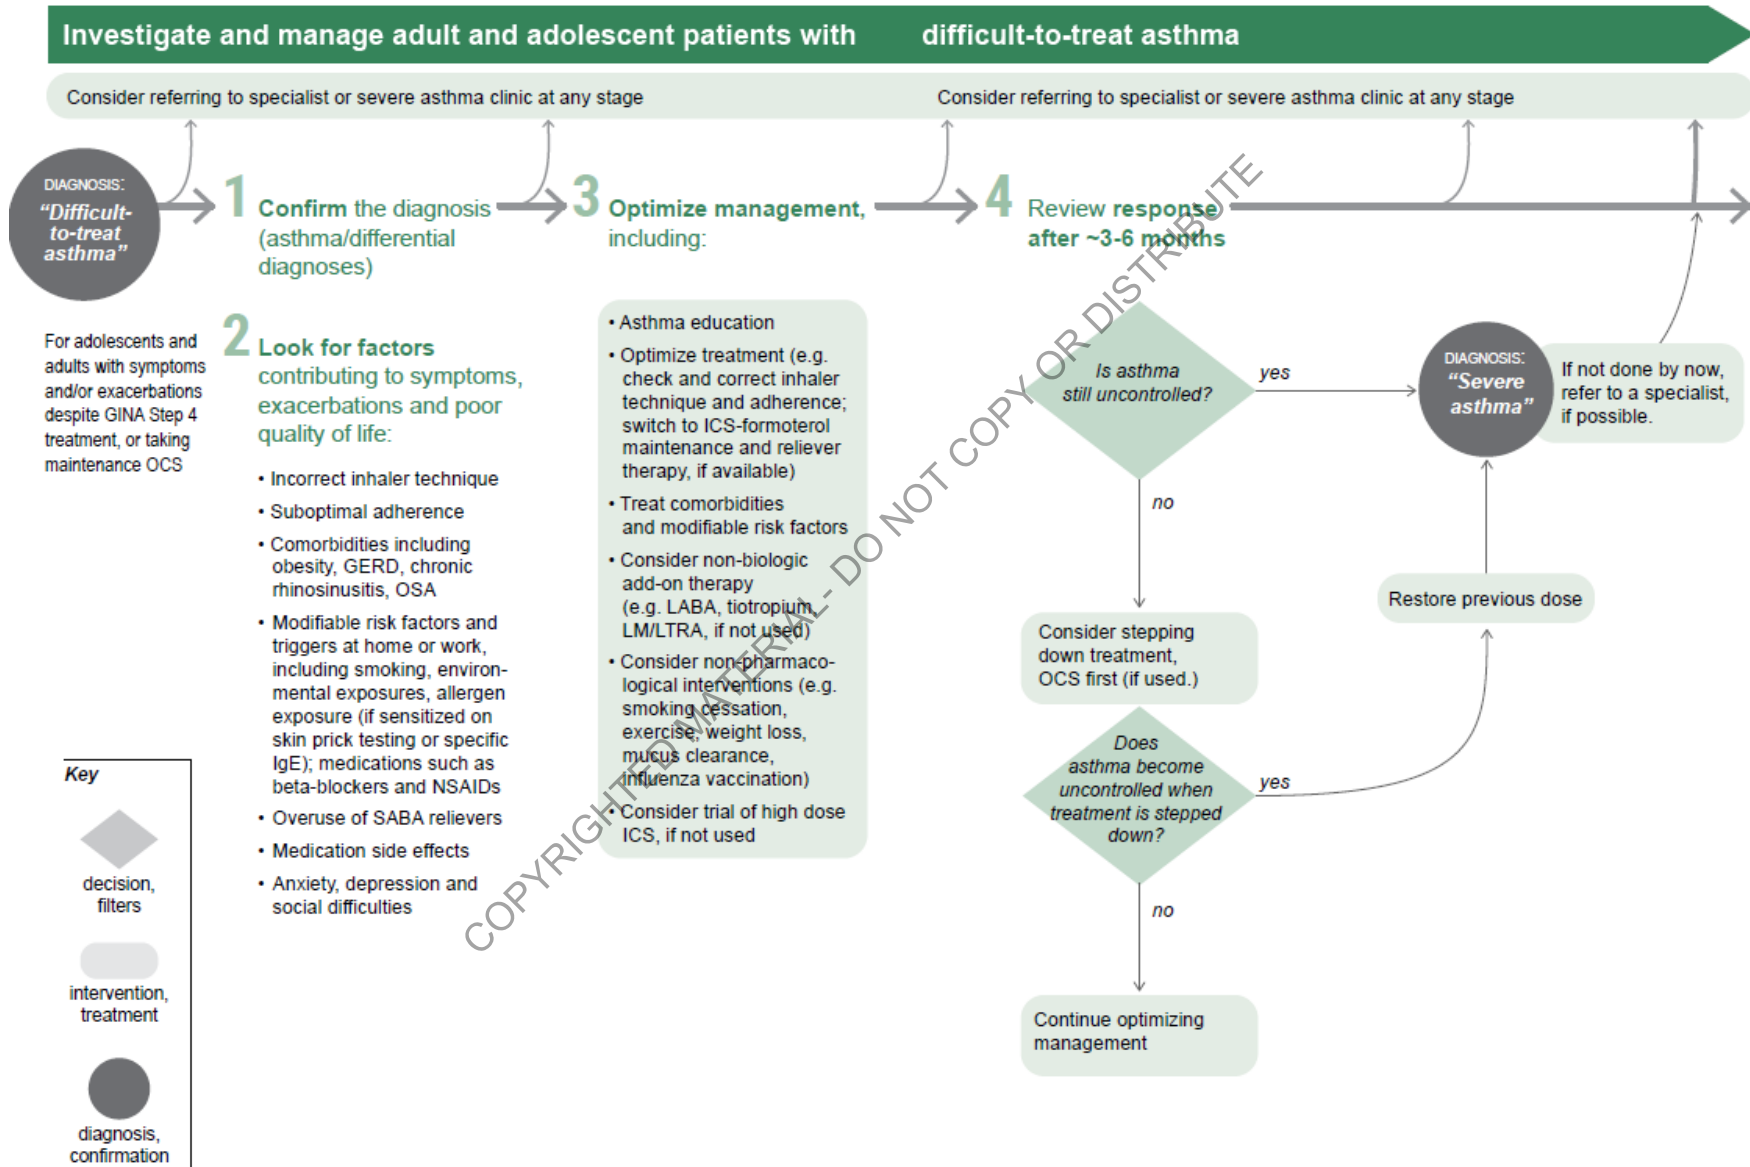 Investigate and manage adult and adolescent patients with difficult-to-treat asthma
Consider referring to specialist or severe asthma clinic at any stage
Consider referring to specialist or severe asthma clinic at any stage
DIAGNOSIS:
“Difficult-
to-treat
asthma”
For adolescents and
adults with symptoms
and/or exacerbations
despite GINA Step 4
treatment, or taking
maintenance OCS
1 Confirm the diagnosis
(asthma/differential
diagnoses)
2 Look for factors
contributing to symptoms,
exacerbations and poor
quality of life:
• Incorrect inhaler technique
• Suboptimal adherence
• Comorbidities including
obesity, GERD, chronic
rhinosinusitis, OSA
• Modifiable risk factors and
triggers at home or work,
including smoking, environ-
mental exposures, allergen
exposure (if sensitized on
skin prick testing or specific
IgE); medications such as
beta-blockers and NSAIDs
• Overuse of SABA relievers
• Medication side effects
• Anxiety, depression and
social difficulties
3 Optimize management,
including:
• Asthma education
• Optimize treatment (e.g.
check and correct inhaler
technique and adherence;
switch to ICS-formoterol
maintenance and reliever
therapy, if available)
• Treat comorbidities
and modifiable risk factors
• Consider non-biologic
add-on therapy
(e.g. LABA, tiotropium,
LM/LTRA, if not used)
• Consider non-pharmaco-
logical interventions (e.g.
smoking cessation,
exercise, weight loss,
mucus clearance,
influenza vaccination)
• Consider trial of high dose
ICS, if not used
4 Review response
after ~3-6 months
Is asthma
still uncontrolled?
yes
DIAGNOSIS:
“Severe
asthma”
If not done by now,
refer to a specialist,
if possible.
no
Restore previous dose
Consider stepping
down treatment,
OCS first (if used.)
Does
asthma become
uncontrolled when
treatment is stepped
down?
yes
no
Continue optimizing
management
Key
decision,
filters
intervention,
treatment
diagnosis,
confirmation
COPYRIGHTED MATERIAL- DO NOT COPY OR DISTRIBUTE